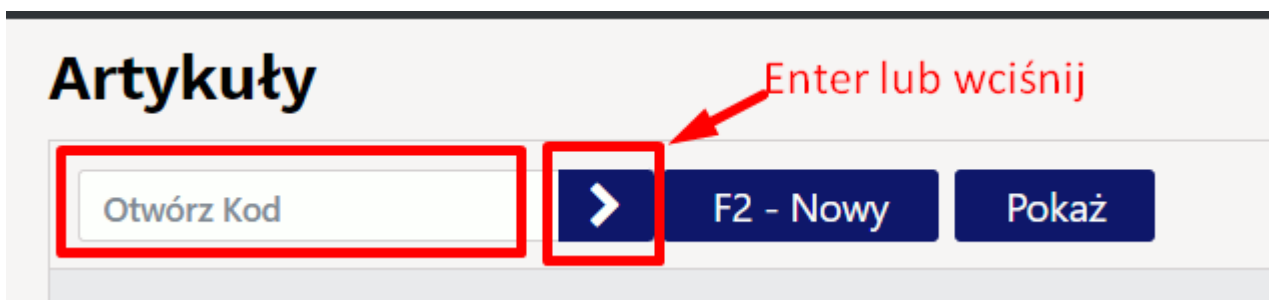 Artykuły
Enter lub wciśnij
Otwórz Kod
F2 - Nowy
Pokaż